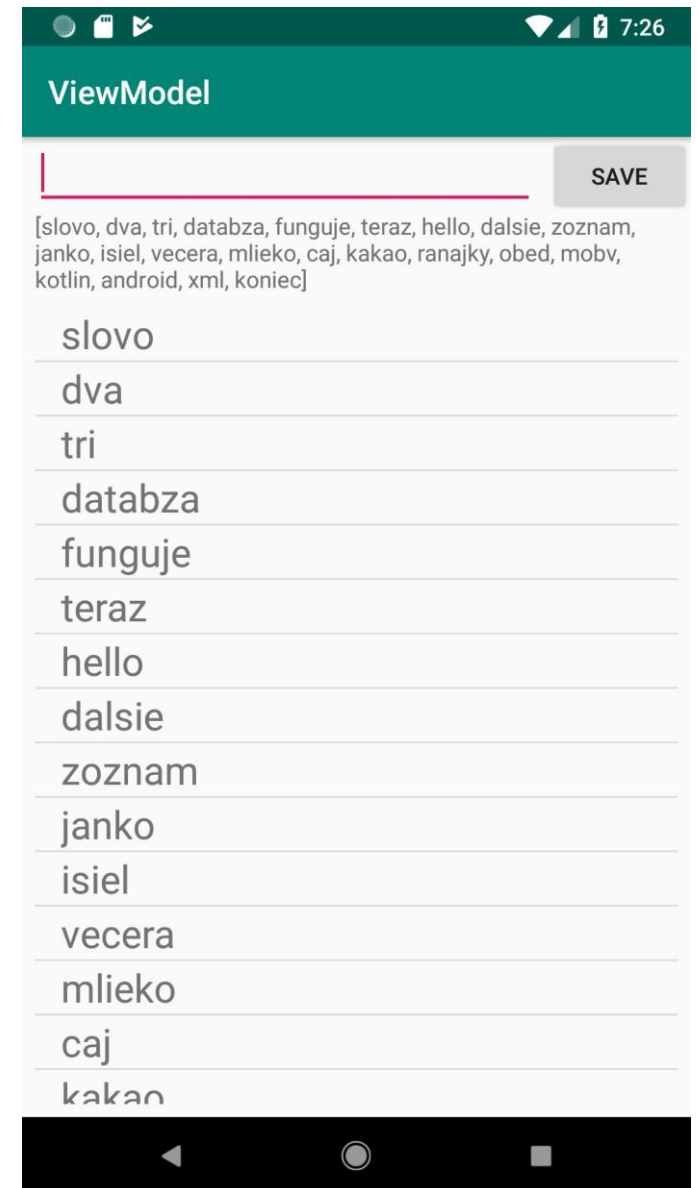 7:26
ViewModel
SAVE
[slovo, dva, tri, databza, funguje, teraz, hello, dalsie, zoznam,
janko, isiel, vecera, mlieko, caj, kakao, ranajky, obed, mobv,
kotlin, android, xml, koniec]
slovo
dva
tri
databza
funguje
teraz
hello
dalsie
zoznam
janko
isiel
vecera
mlieko
caj
kakao